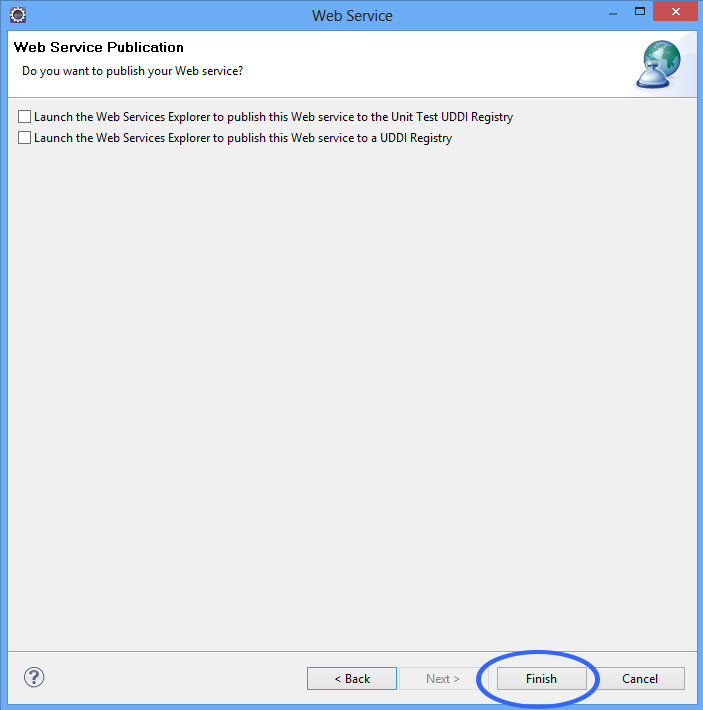 Web Service
Web Service Publication
Do you want to publish your Web service?
Launch the Web Services Explorer to publish this Web service to the Unit Test UDDI Registry
Launch the Web Services Explorer to publish this Web service to a UDDI Registry
?
< Back
Next >
Finish
Cancel